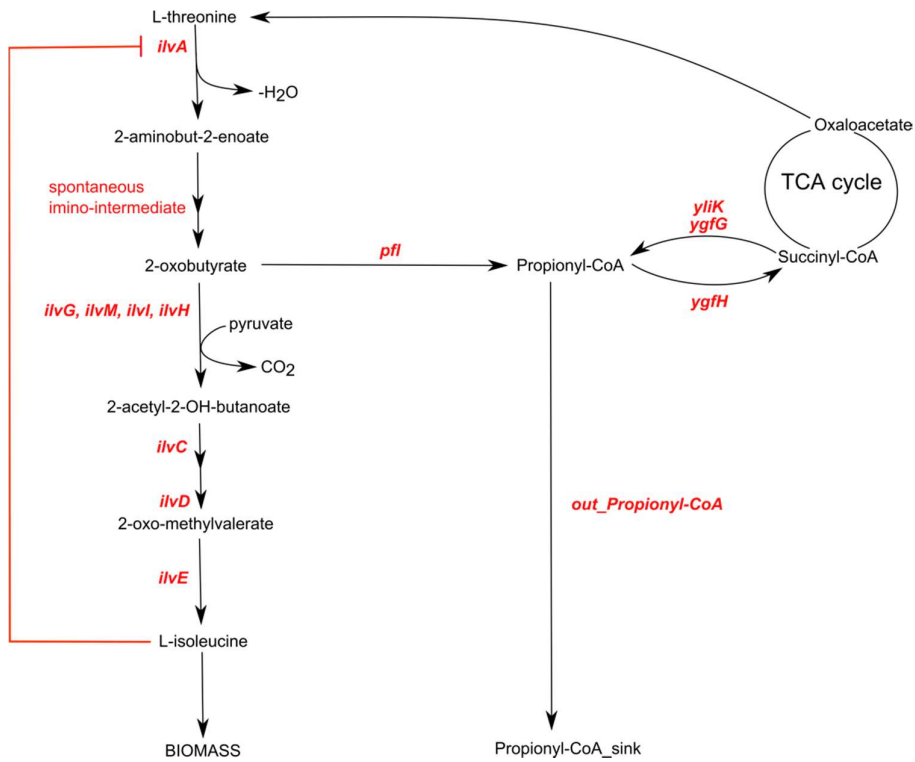 L-threonine
ilvA
-H2O
2-aminobut-2-enoate
Oxaloacetate
TCA cycle
spontaneous
imino-intermediate
yliK
ygfG
pfl
2-oxobutyrate
Propionyl-CoA
Succinyl-CoA
ygfH
ilvG, ilvM, ilvI, ilvH
pyruvate
CO2
2-acetyl-2-OH-butanoate
ilvC
ilvD
out_Propionyl-CoA
2-oxo-methylvalerate
ilvE
L-isoleucine
BIOMASS
Propionyl-CoA_sink